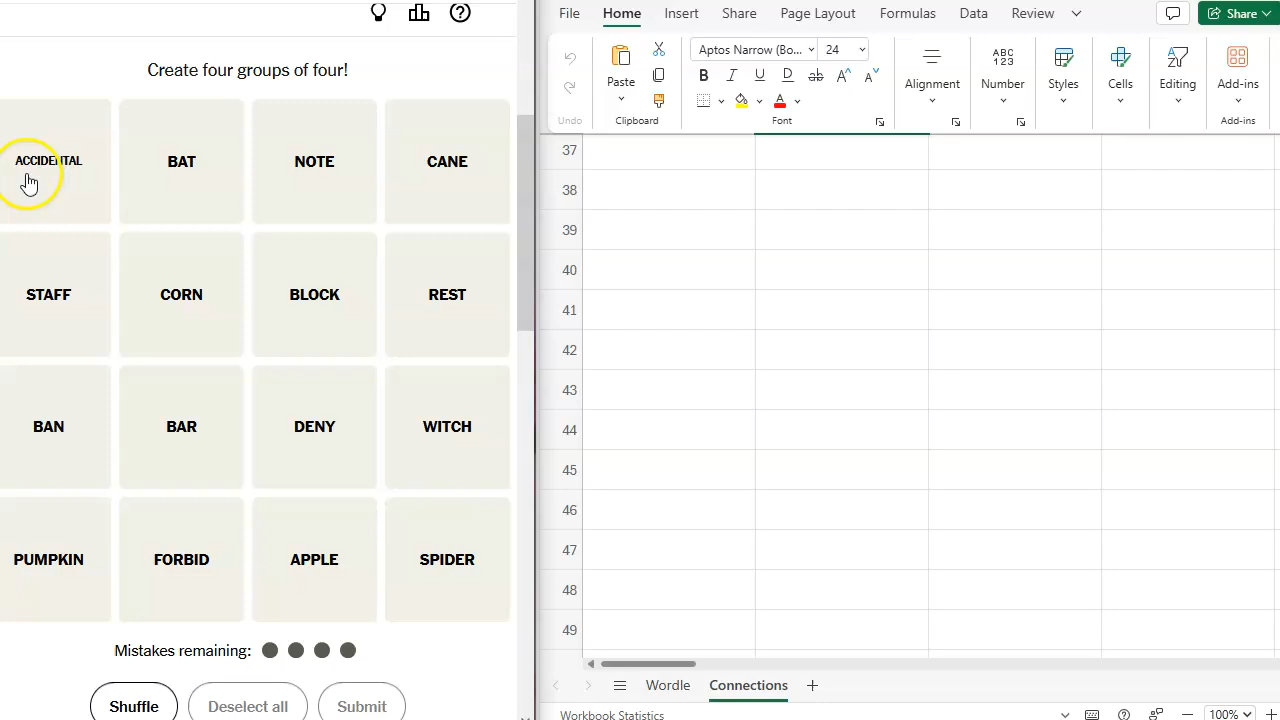 File Home Insert Share Page Layout Formulas Data Review Share
Create four groups of four!
Aptos Narrow (Bo... 24
Paste
B I U D ab A A
ABC
123
Alignment Number Styles Cells Editing Add-ins
A
Undo Clipboard Font Add-ins
ACCIDENTAL BAT NOTE CANE
STAFF CORN BLOCK REST
BAN BAR DENY WITCH
PUMPKIN FORBID APPLE SPIDER
Mistakes remaining:
Shuffle Deselect all Submit
37
38
39
40
41
42
43
44
45
46
47
48
49
Wordle Connections
Workbook Statistics 100%